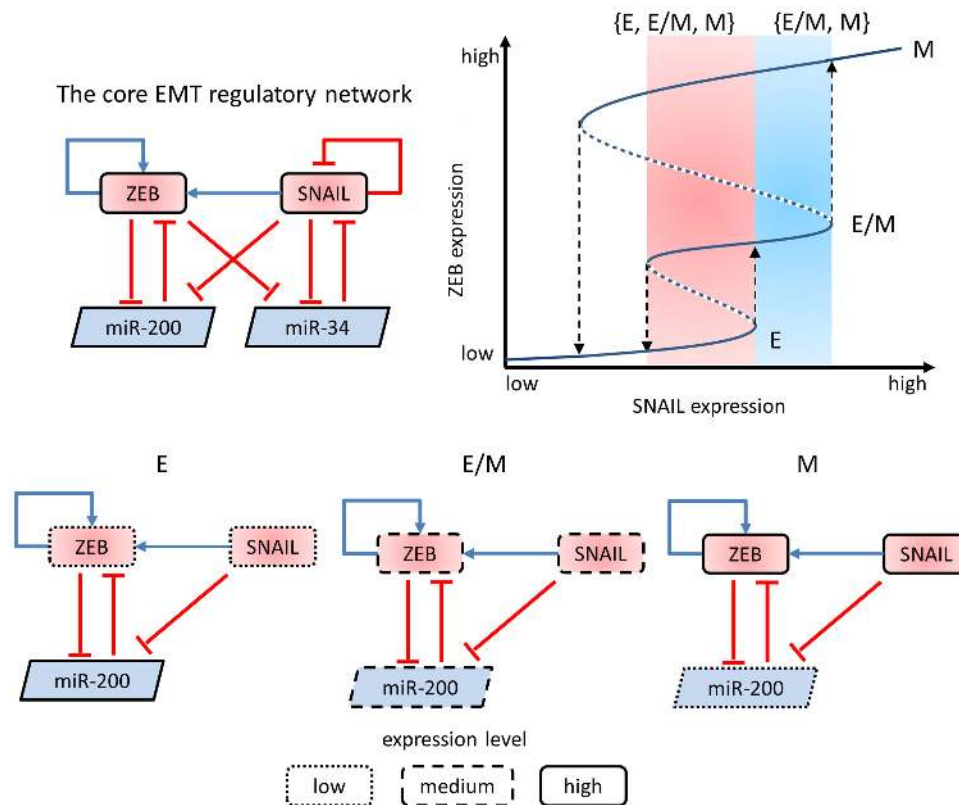 The core EMT regulatory network
ZEB
SNAIL
miR-200
miR-34
{E, E/M, M}
{E/M, M}
high
M
ZEB expression
E/M
E
low
low
high
SNAIL expression
E
E/M
M
ZEB
SNAIL
ZEB
SNAIL
ZEB
SNAIL
miR-200
miR-200
miR-200
expression level
low
medium
high